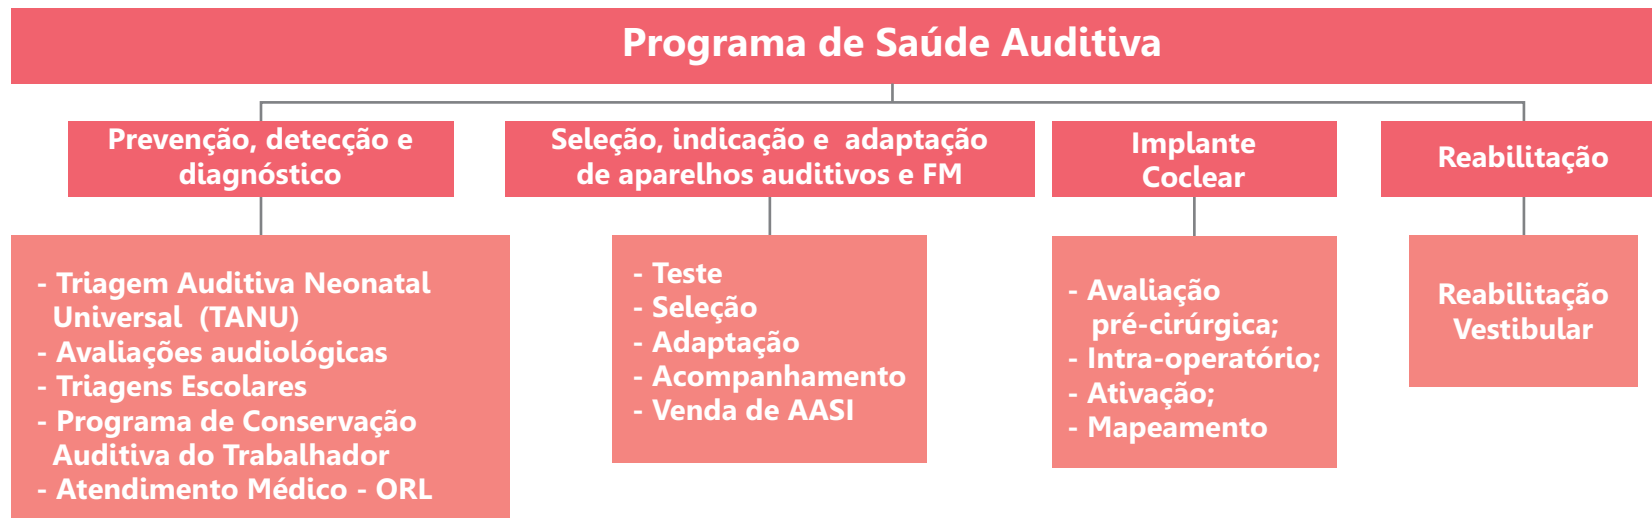 Programa de Saúde Auditiva
Prevenção, detecção e
diagnóstico
- Triagem Auditiva Neonatal
Universal (TANU)
- Avaliações audiológicas
- Triagens Escolares
- Programa de Conservação
Auditiva do Trabalhador
- Atendimento Médico - ORL
Seleção, indicação e adaptação
de aparelhos auditivos e FM
- Teste
- Seleção
- Adaptação
- Acompanhamento
- Venda de AASI
Implante
Coclear
- Avaliação
pré-cirúrgica;
- Intra-operatório;
- Ativação;
- Mapeamento
Reabilitação
Reabilitação
Vestibular